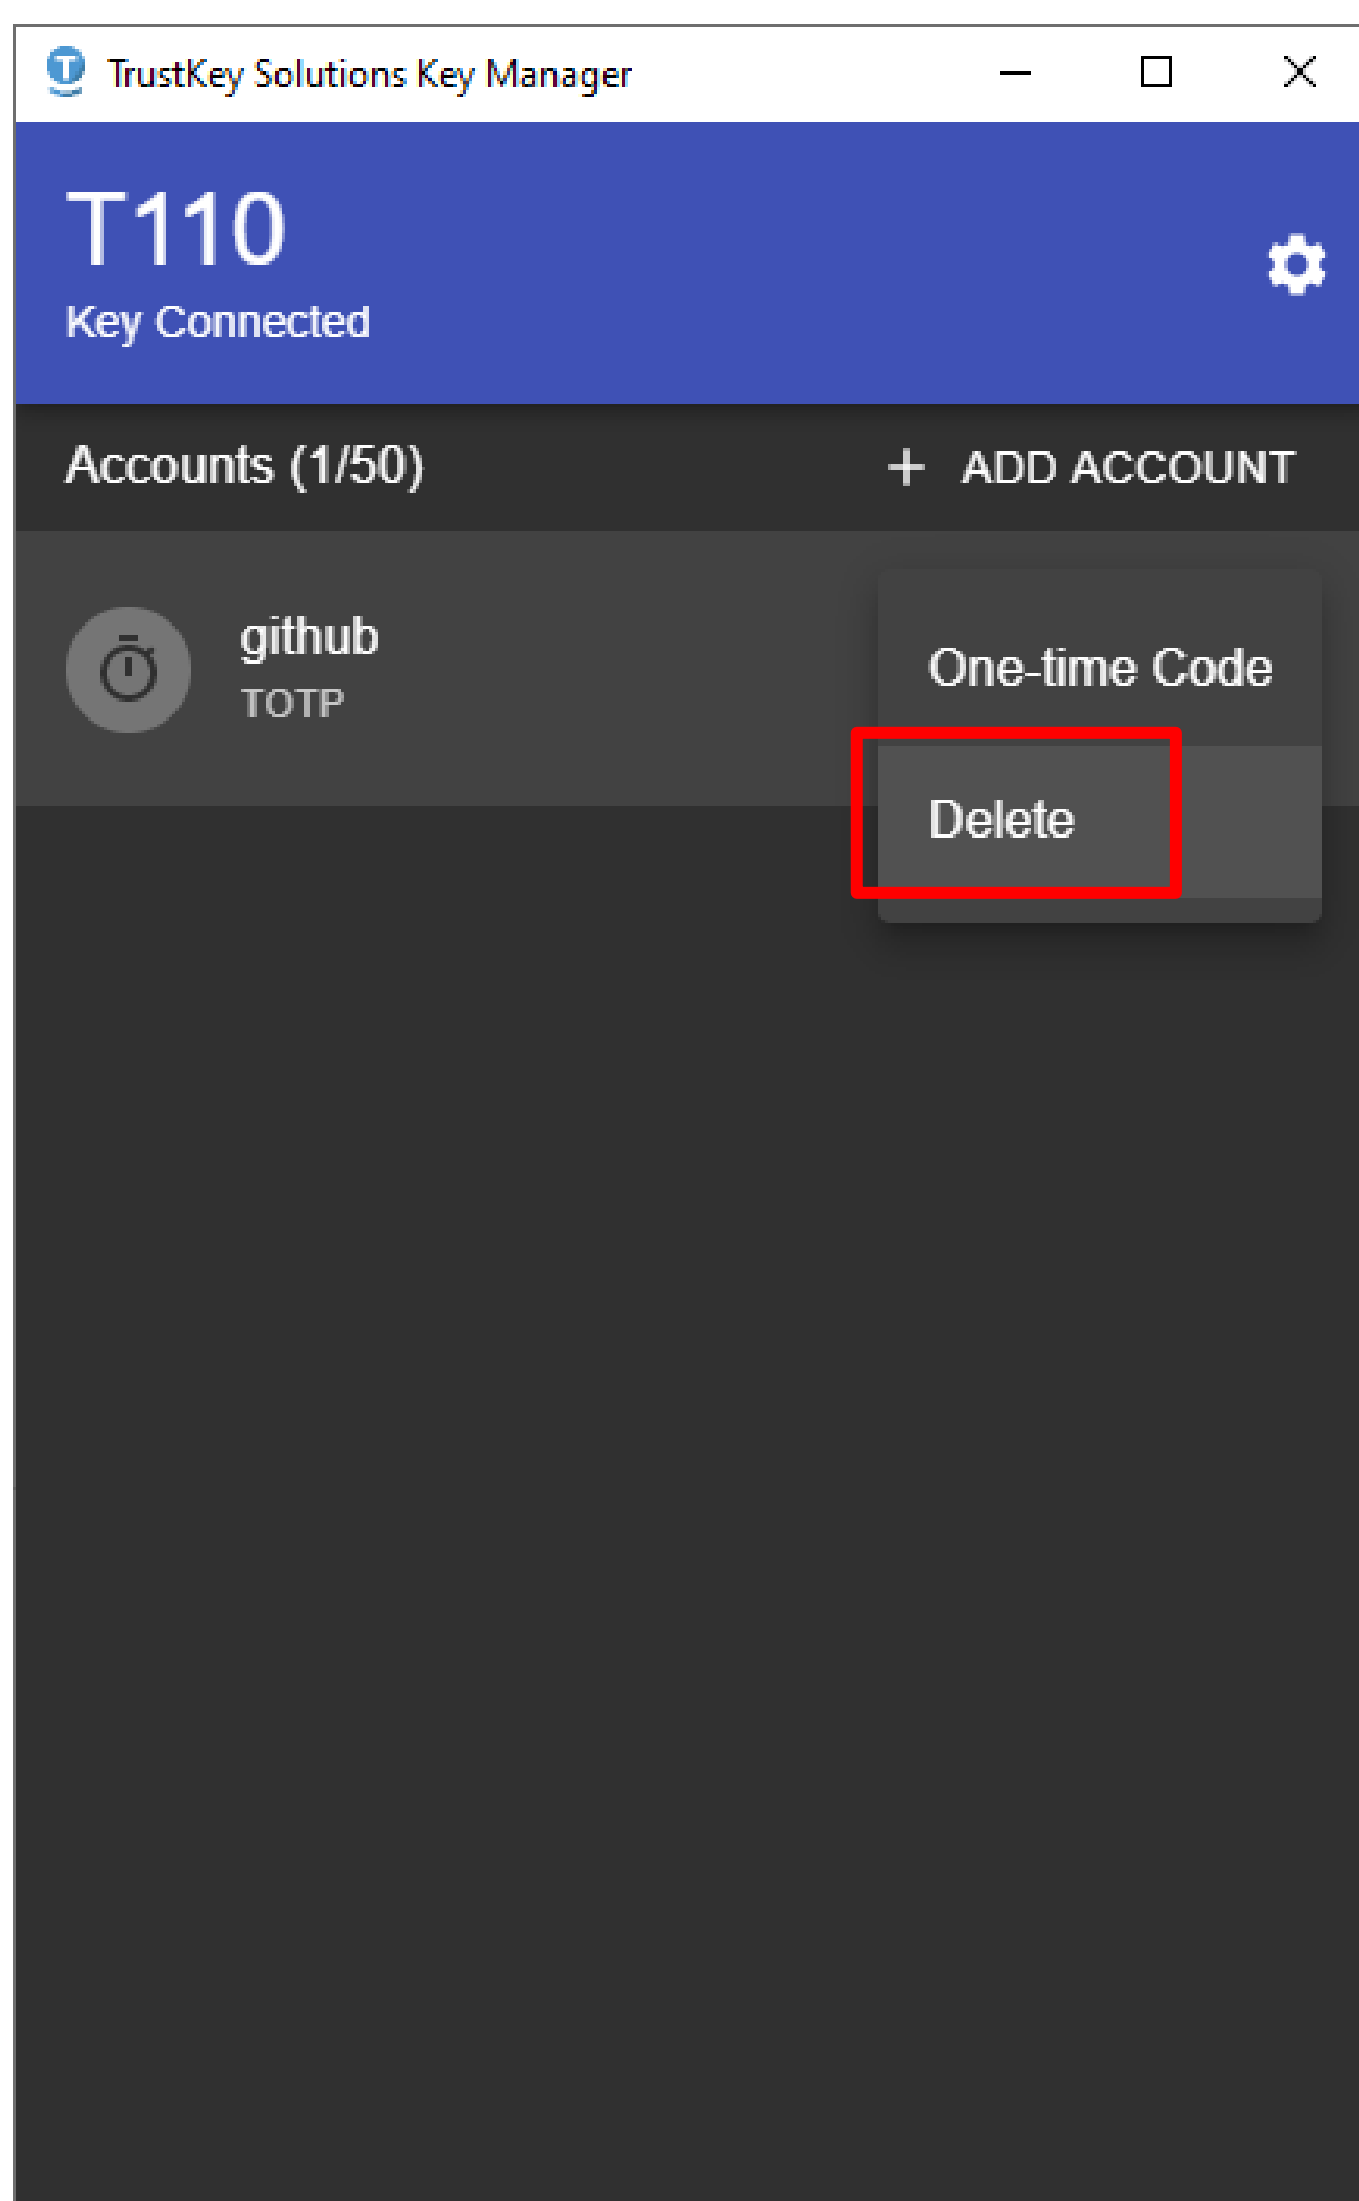 TrustKey Solutions Key Manager
T110
Key Connected
Accounts (1/50)
+ ADD ACCOUNT
github
TOTP
One-time Code
Delete